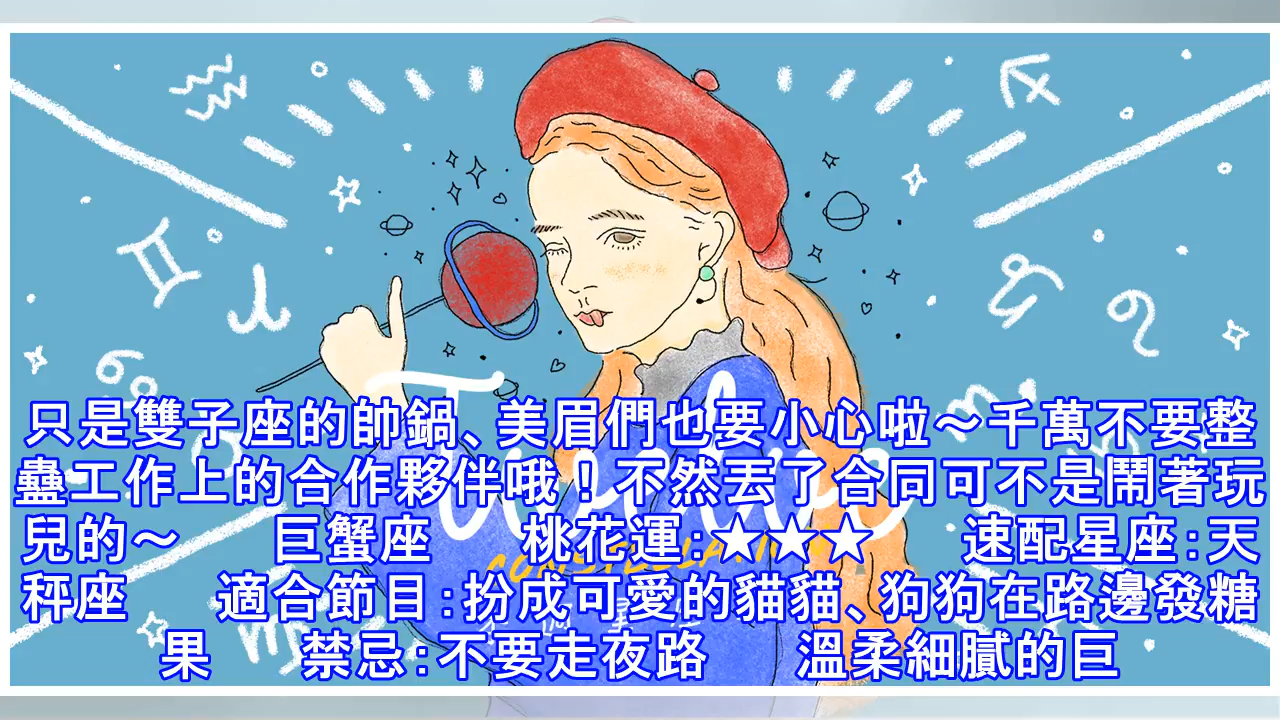 只是雙子座的帥鍋、美眉們也要小心啦～千萬不要整
蠱工作上的合作夥伴哦！不然丟了合同可不是鬧著玩
兒的～　　巨蟹座　　桃花運:★★★　　速配星座:天
秤座　　適合節目:扮成可愛的貓貓、狗狗在路邊發糖
果　　禁忌:不要走夜路　　溫柔細膩的巨